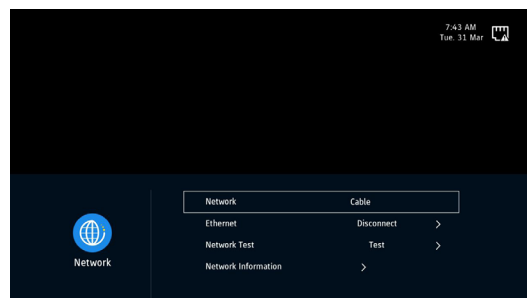 7:43 AM
Tue. 31 Mar
Network Cable
Ethernet Disconnect >
Network Test Test >
Network Information >
Network